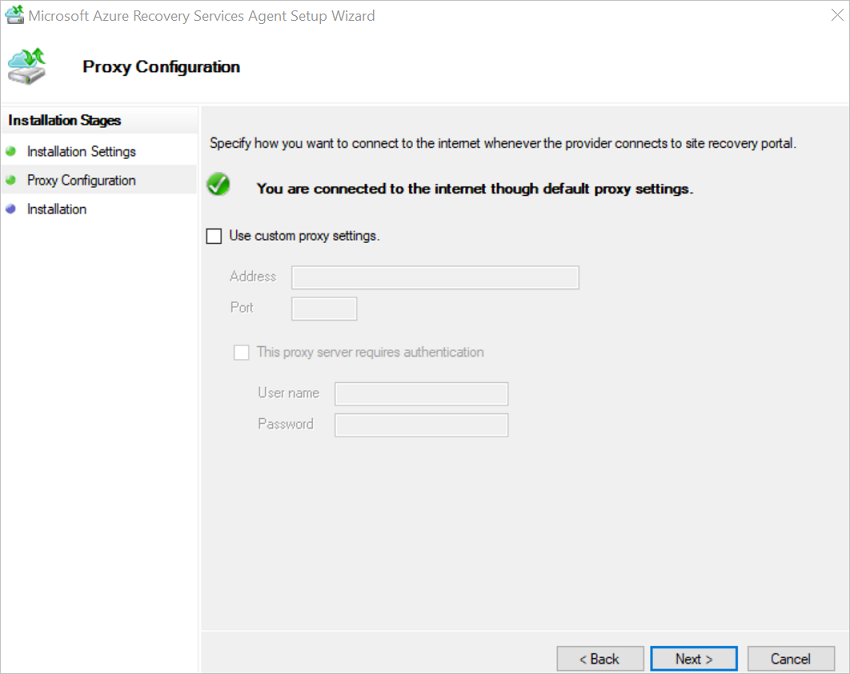 Microsoft Azure Recovery Services Agent Setup Wizard
Proxy Configuration
Installation Stages
Installation Settings
Proxy Configuration
Installation
Specify how you want to connect to the internet whenever the provider connects to site recovery portal.
You are connected to the internet though default proxy settings.
Use custom proxy settings.
Address
Port
This proxy server requires authentication
User name
Password
< Back
Next >
Cancel